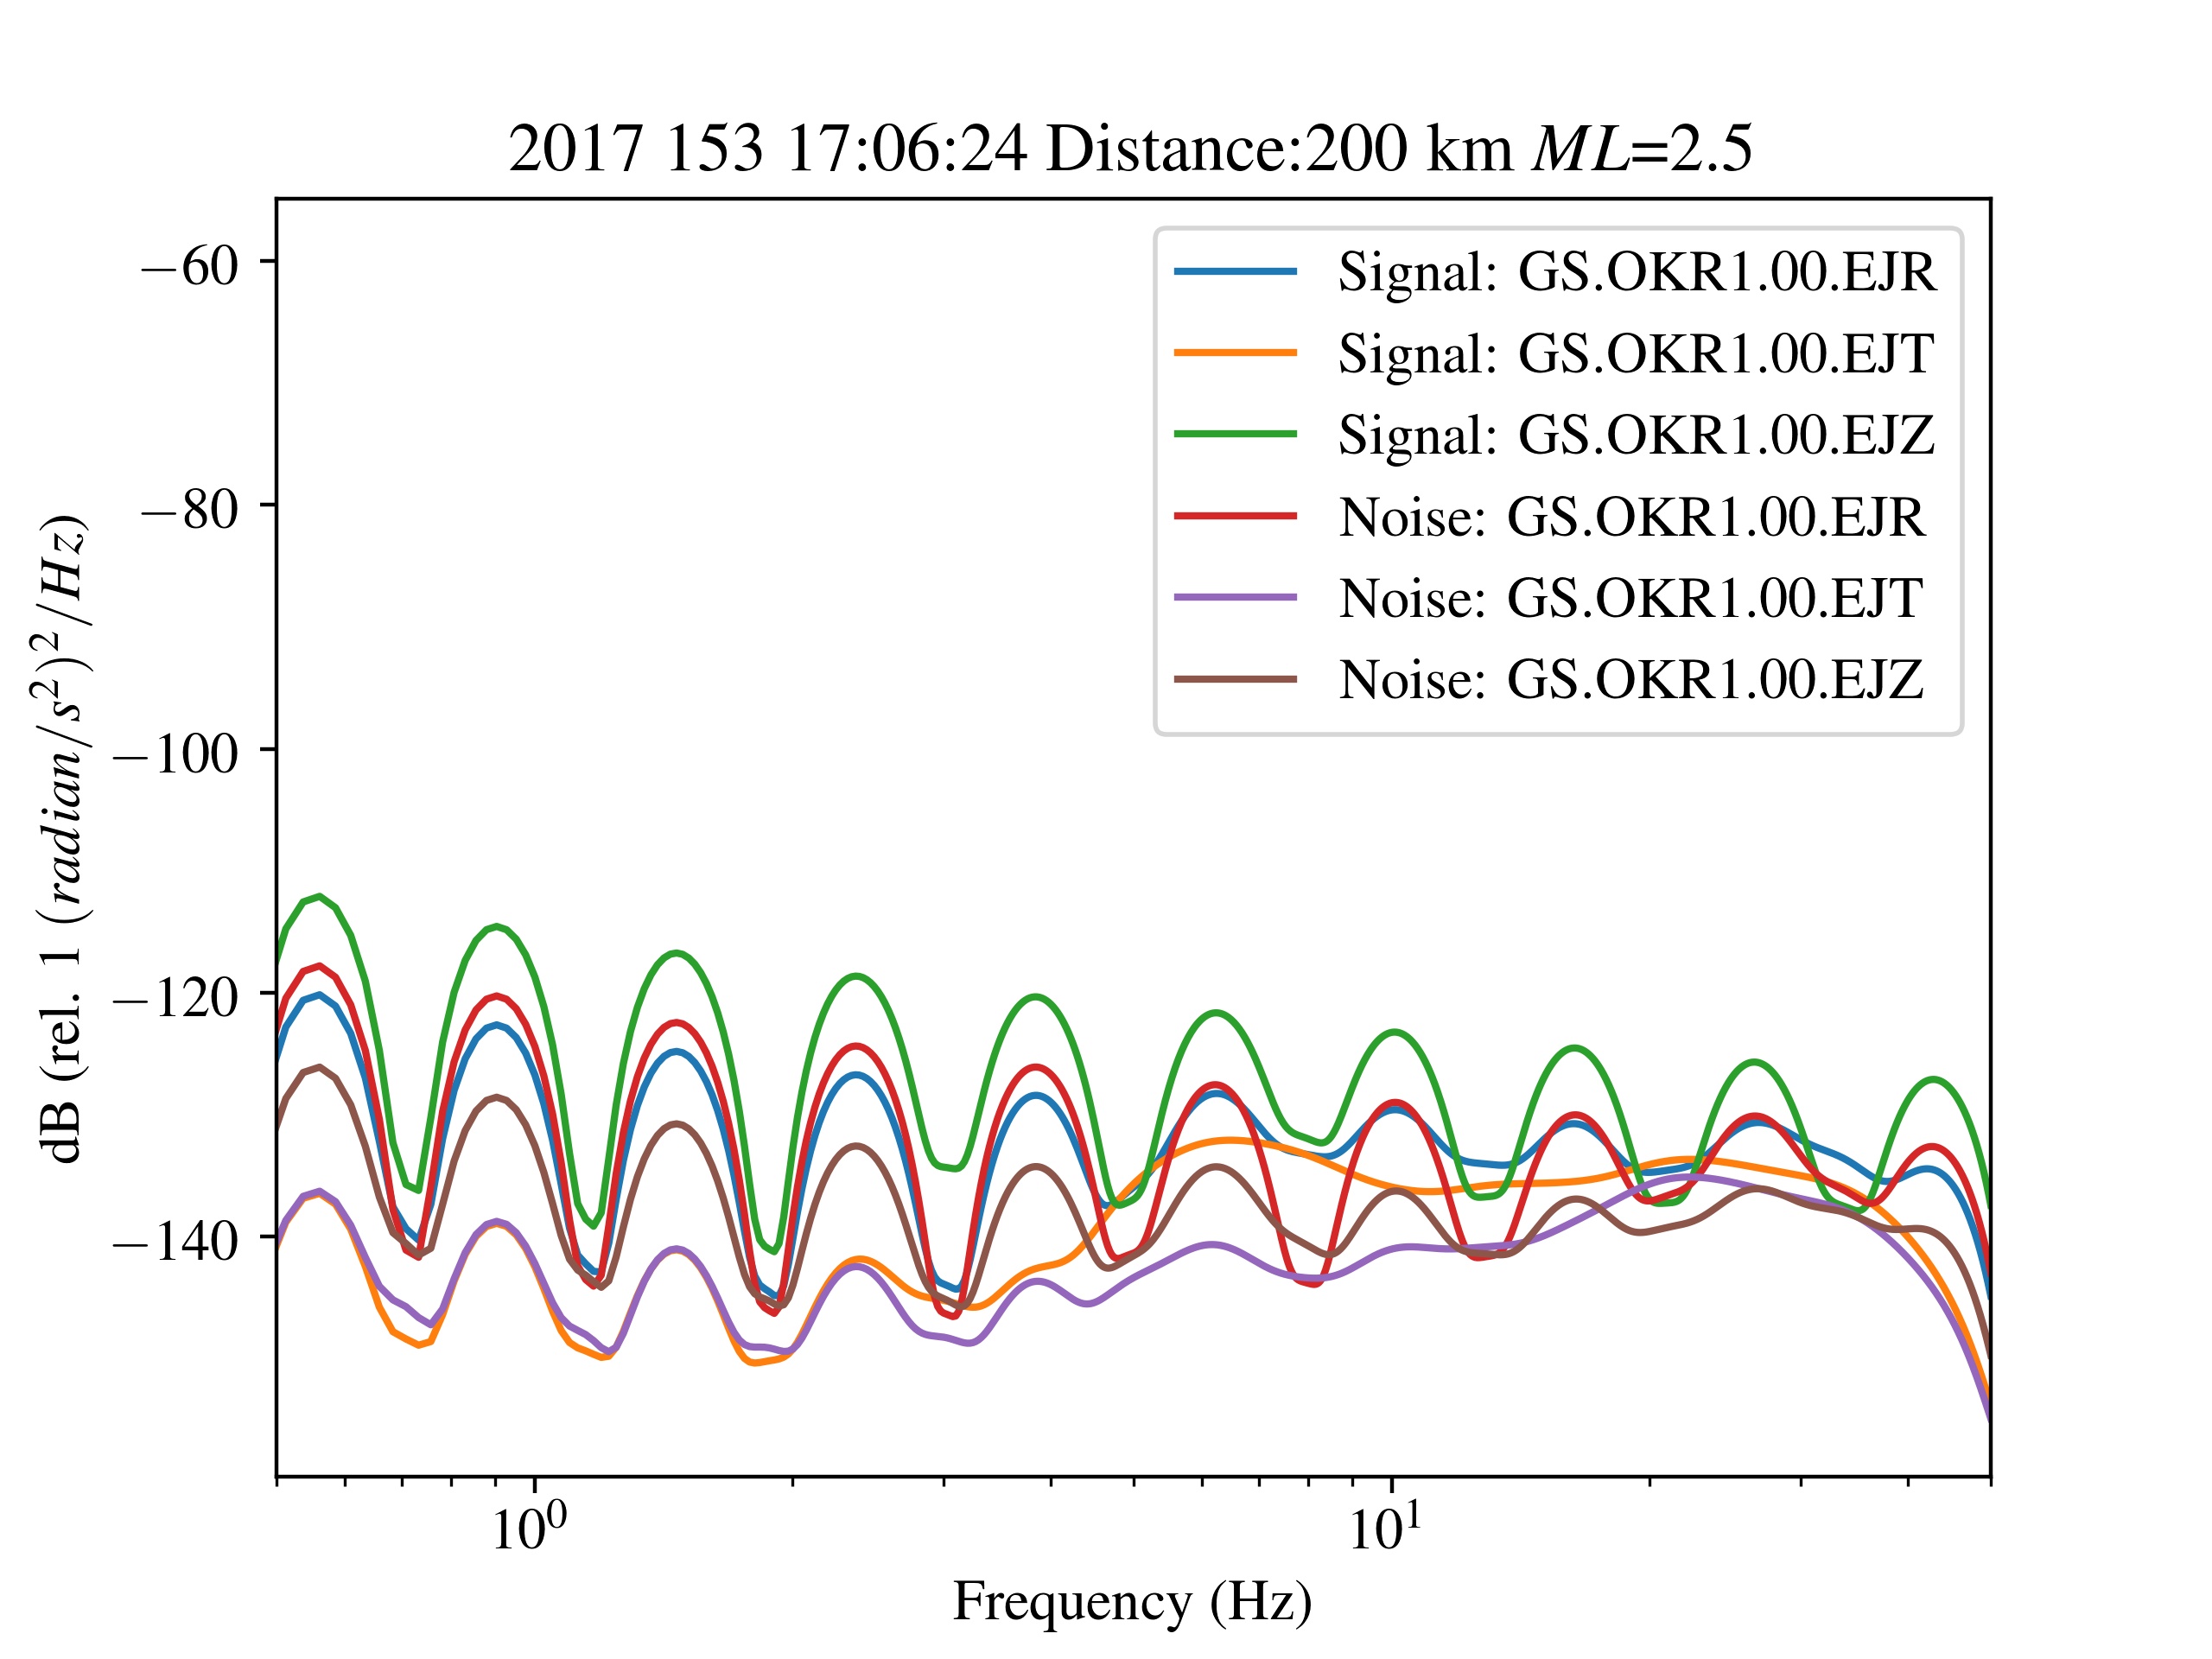 2017 153 17:06:24 Distance:200 km ML=2.5
−60
−80
−100
−120
−140
dB (rel. 1 (radian/s²)²/Hz)
Signal: GS.OKR1.00.EJR
Signal: GS.OKR1.00.EJT
Signal: GS.OKR1.00.EJZ
Noise: GS.OKR1.00.EJR
Noise: GS.OKR1.00.EJT
Noise: GS.OKR1.00.EJZ
10⁰ 10¹
Frequency (Hz)